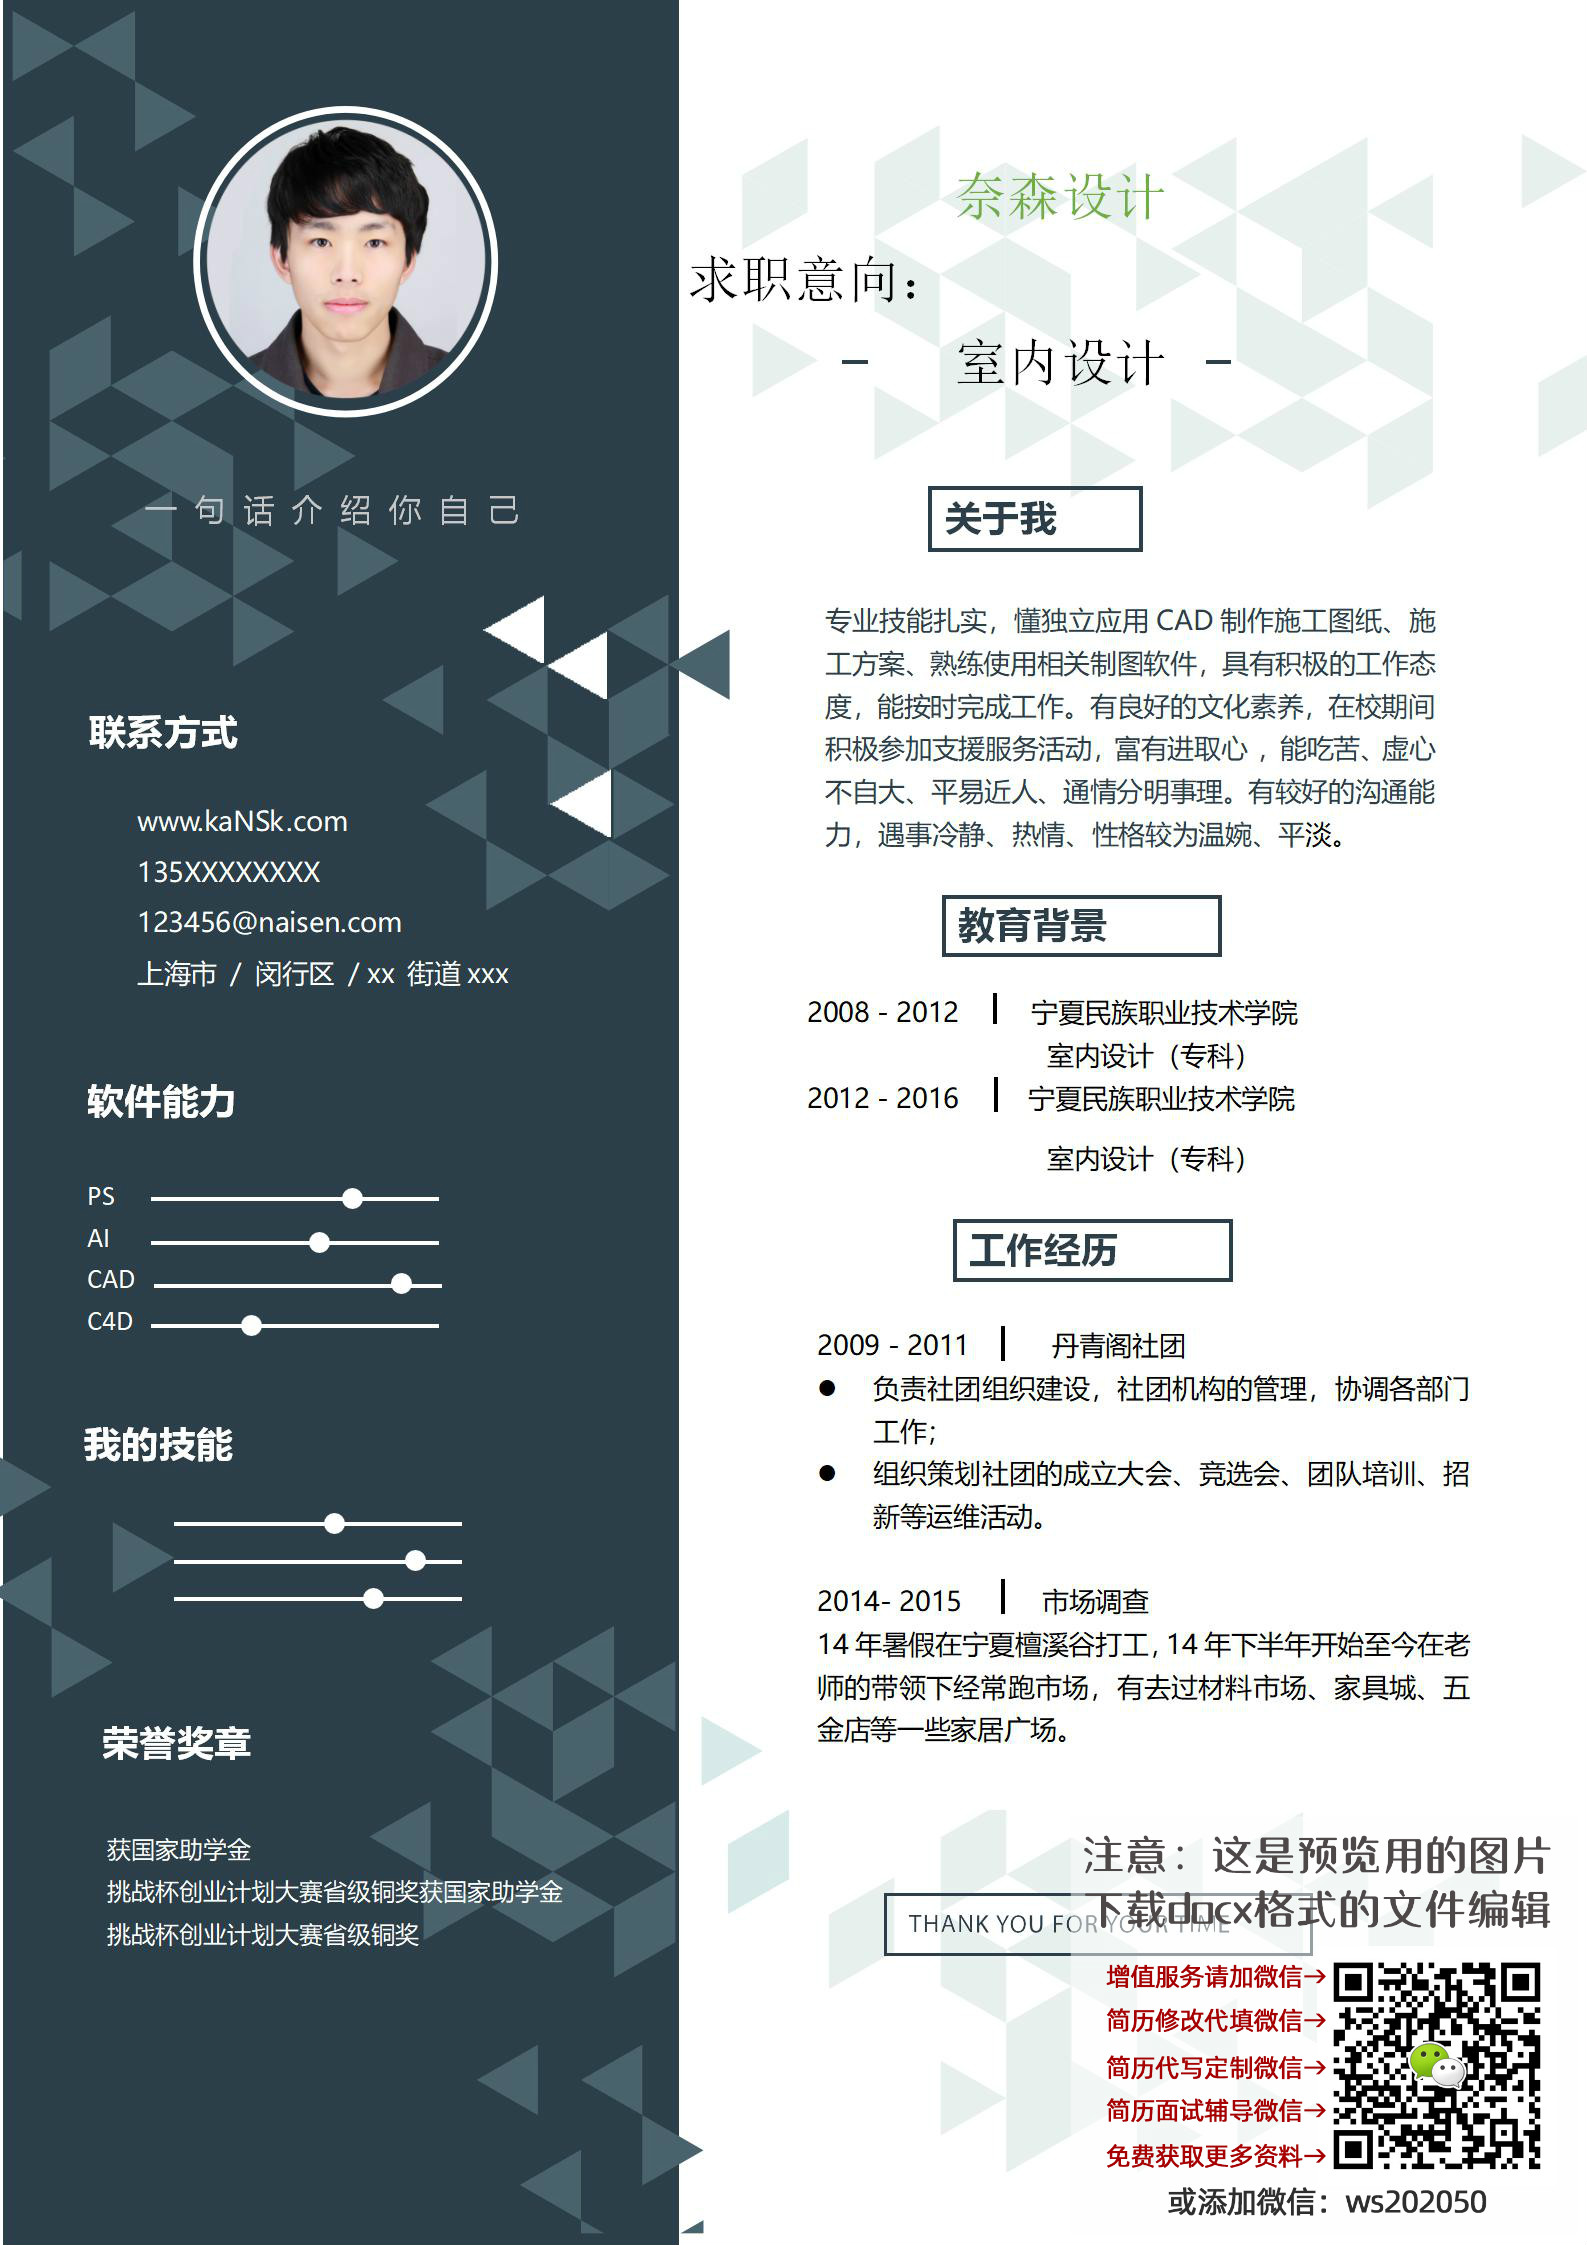 一句话介绍你自己
联系方式
www.kaNSk.com
135XXXXXXXX
123456@naisen.com
上海市 / 闵行区 / xx 街道 xxx
软件能力
PS
AI
CAD
C4D
我的技能
荣誉奖章
获国家助学金
挑战杯创业计划大赛省级铜奖获国家助学金
挑战杯创业计划大赛省级铜奖
奈森设计
求职意向：
– 室内设计 –
关于我
专业技能扎实，懂独立应用 CAD 制作施工图纸、施
工方案、熟练使用相关制图软件，具有积极的工作态
度，能按时完成工作。有良好的文化素养，在校期间
积极参加支援服务活动，富有进取心 ，能吃苦、虚心
不自大、平易近人、通情分明事理。有较好的沟通能
力，遇事冷静、热情、性格较为温婉、平淡。
教育背景
2008 - 2012 宁夏民族职业技术学院
室内设计（专科）
2012 - 2016 宁夏民族职业技术学院
室内设计（专科）
工作经历
2009 - 2011 丹青阁社团
● 负责社团组织建设，社团机构的管理，协调各部门
工作；
● 组织策划社团的成立大会、竞选会、团队培训、招
新等运维活动。
2014- 2015 市场调查
14 年暑假在宁夏檀溪谷打工，14 年下半年开始至今在老
师的带领下经常跑市场，有去过材料市场、家具城、五
金店等一些家居广场。
注意：这是预览用的图片
下载docx格式的文件编辑
THANK YOU FOR YOUR TIME
增值服务请加微信→
简历修改代填微信→
简历代写定制微信→
简历面试辅导微信→
免费获取更多资料→
或添加微信：ws202050